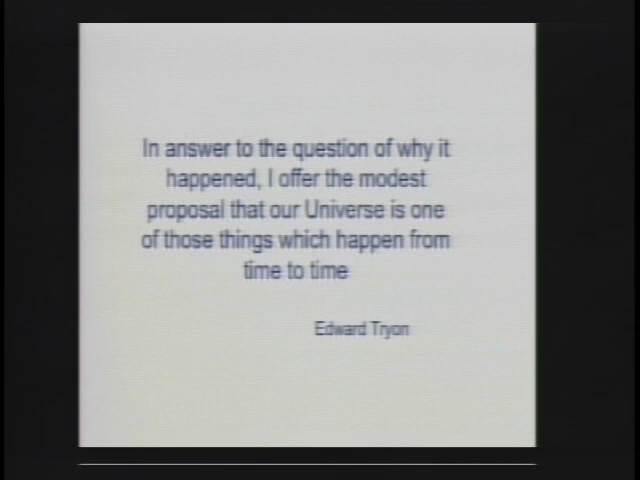 In answer to the question of why it
happened, I offer the modest
proposal that our Universe is one
of those things which happen from
time to time
Edward Tryon